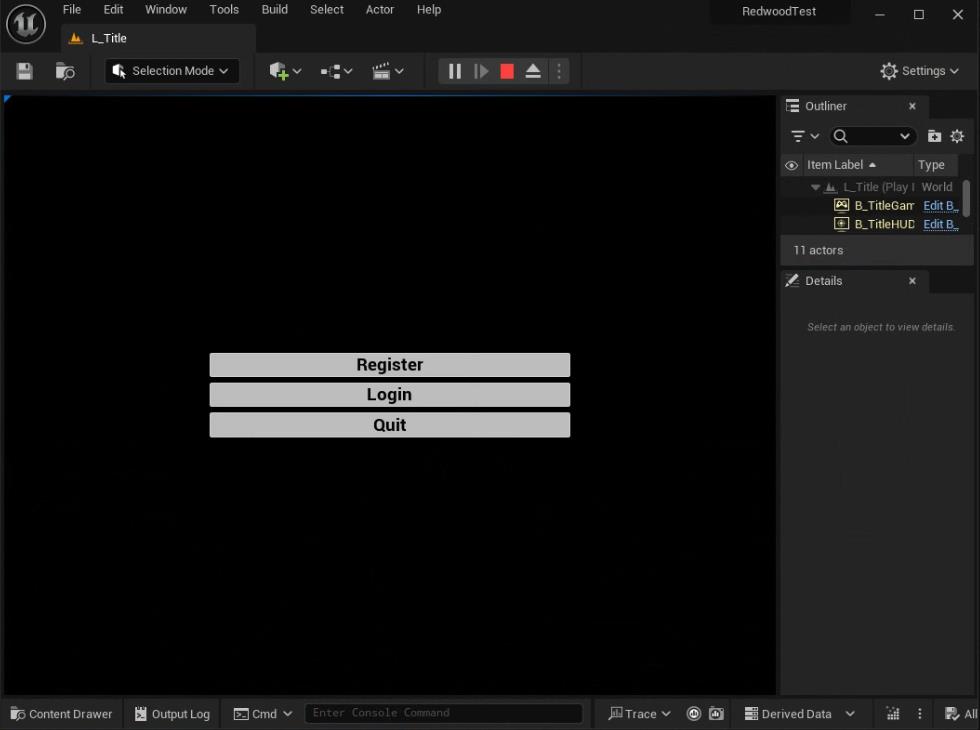 File Edit Window Tools Build Select Actor Help RedwoodTest
L_Title
Selection Mode Settings
Outliner
Item Label Type
L_Title (Play I World
B_TitleGam Edit B_
B_TitleHUD Edit B_
11 actors
Details
Select an object to view details.
Register
Login
Quit
Content Drawer Output Log Cmd Enter Console Command Trace Derived Data All